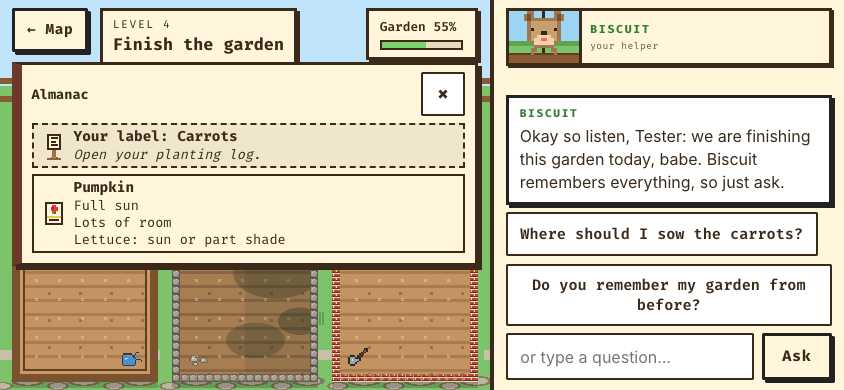 ← Map
LEVEL 4
Finish the garden
Garden 55%
Almanac
✖
Your label: Carrots
Open your planting log.
Pumpkin
Full sun
Lots of room
Lettuce: sun or part shade
BISCUIT
your helper
BISCUIT
Okay so listen, Tester: we are finishing
this garden today, babe. Biscuit
remembers everything, so just ask.
Where should I sow the carrots?
Do you remember my garden from
before?
or type a question...
Ask